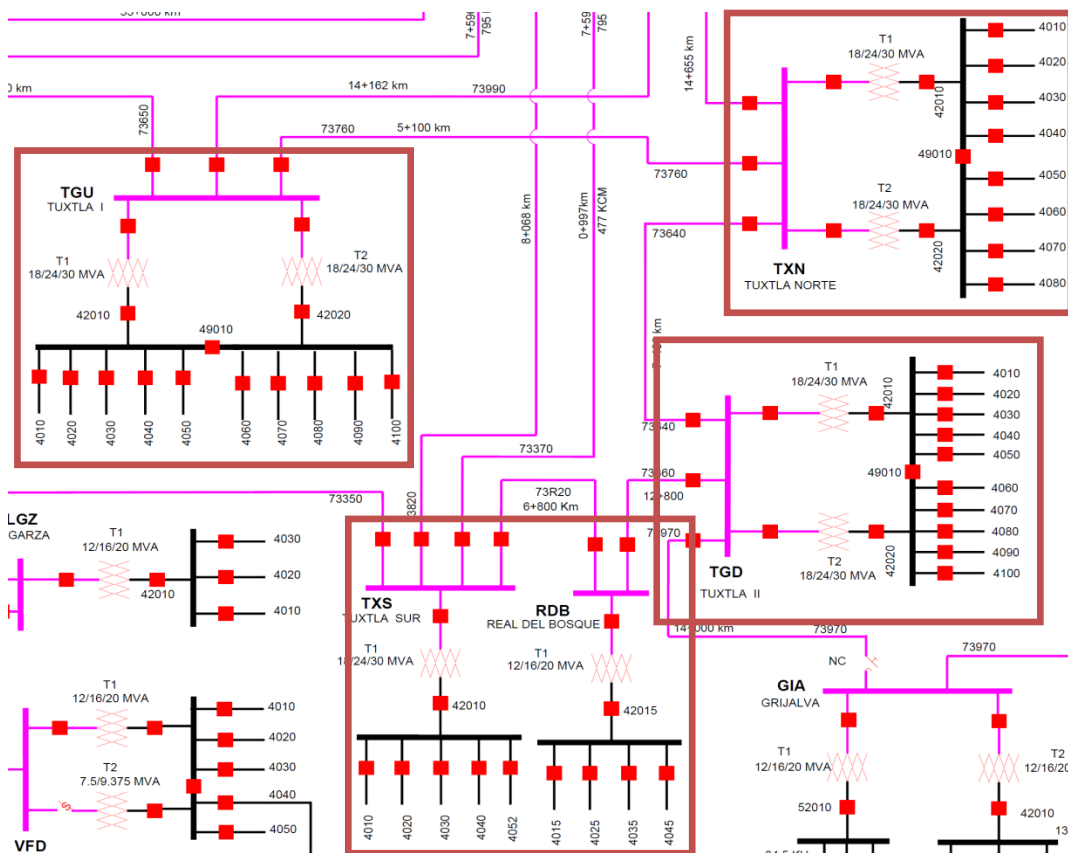 7+590
795
7+590
795
14+655 km
0 km
73650
14+162 km
73990
73760
5+100 km
73760
73640
TGU
TUXTLA I
T1
18/24/30 MVA
T2
18/24/30 MVA
42010
42020
49010
4010
4020
4030
4040
4050
4060
4070
4080
4090
4100
8+068 km
0+997km
477 KCM
T1
18/24/30 MVA
42010
49010
T2
18/24/30 MVA
42020
TXN
TUXTLA NORTE
4010
4020
4030
4040
4050
4060
4070
4080
73640
73660
12+800
73970
T1
18/24/30 MVA
42010
49010
T2
18/24/30 MVA
42020
TGD
TUXTLA II
4010
4020
4030
4040
4050
4060
4070
4080
4090
4100
73350
3820
73370
73R20
6+800 Km
LGZ
GARZA
T1
12/16/20 MVA
42010
4030
4020
4010
TXS
TUXTLA SUR
T1
18/24/30 MVA
42010
4010
4020
4030
4040
4052
RDB
REAL DEL BOSQUE
T1
12/16/20 MVA
42015
4015
4025
4035
4045
14+000 km
73970
73970
NC
GIA
GRIJALVA
T1
12/16/20 MVA
52010
T2
12/16/20
42010
13
T1
12/16/20 MVA
T2
7.5/9.375 MVA
S
VFD
4010
4020
4030
4040
4050